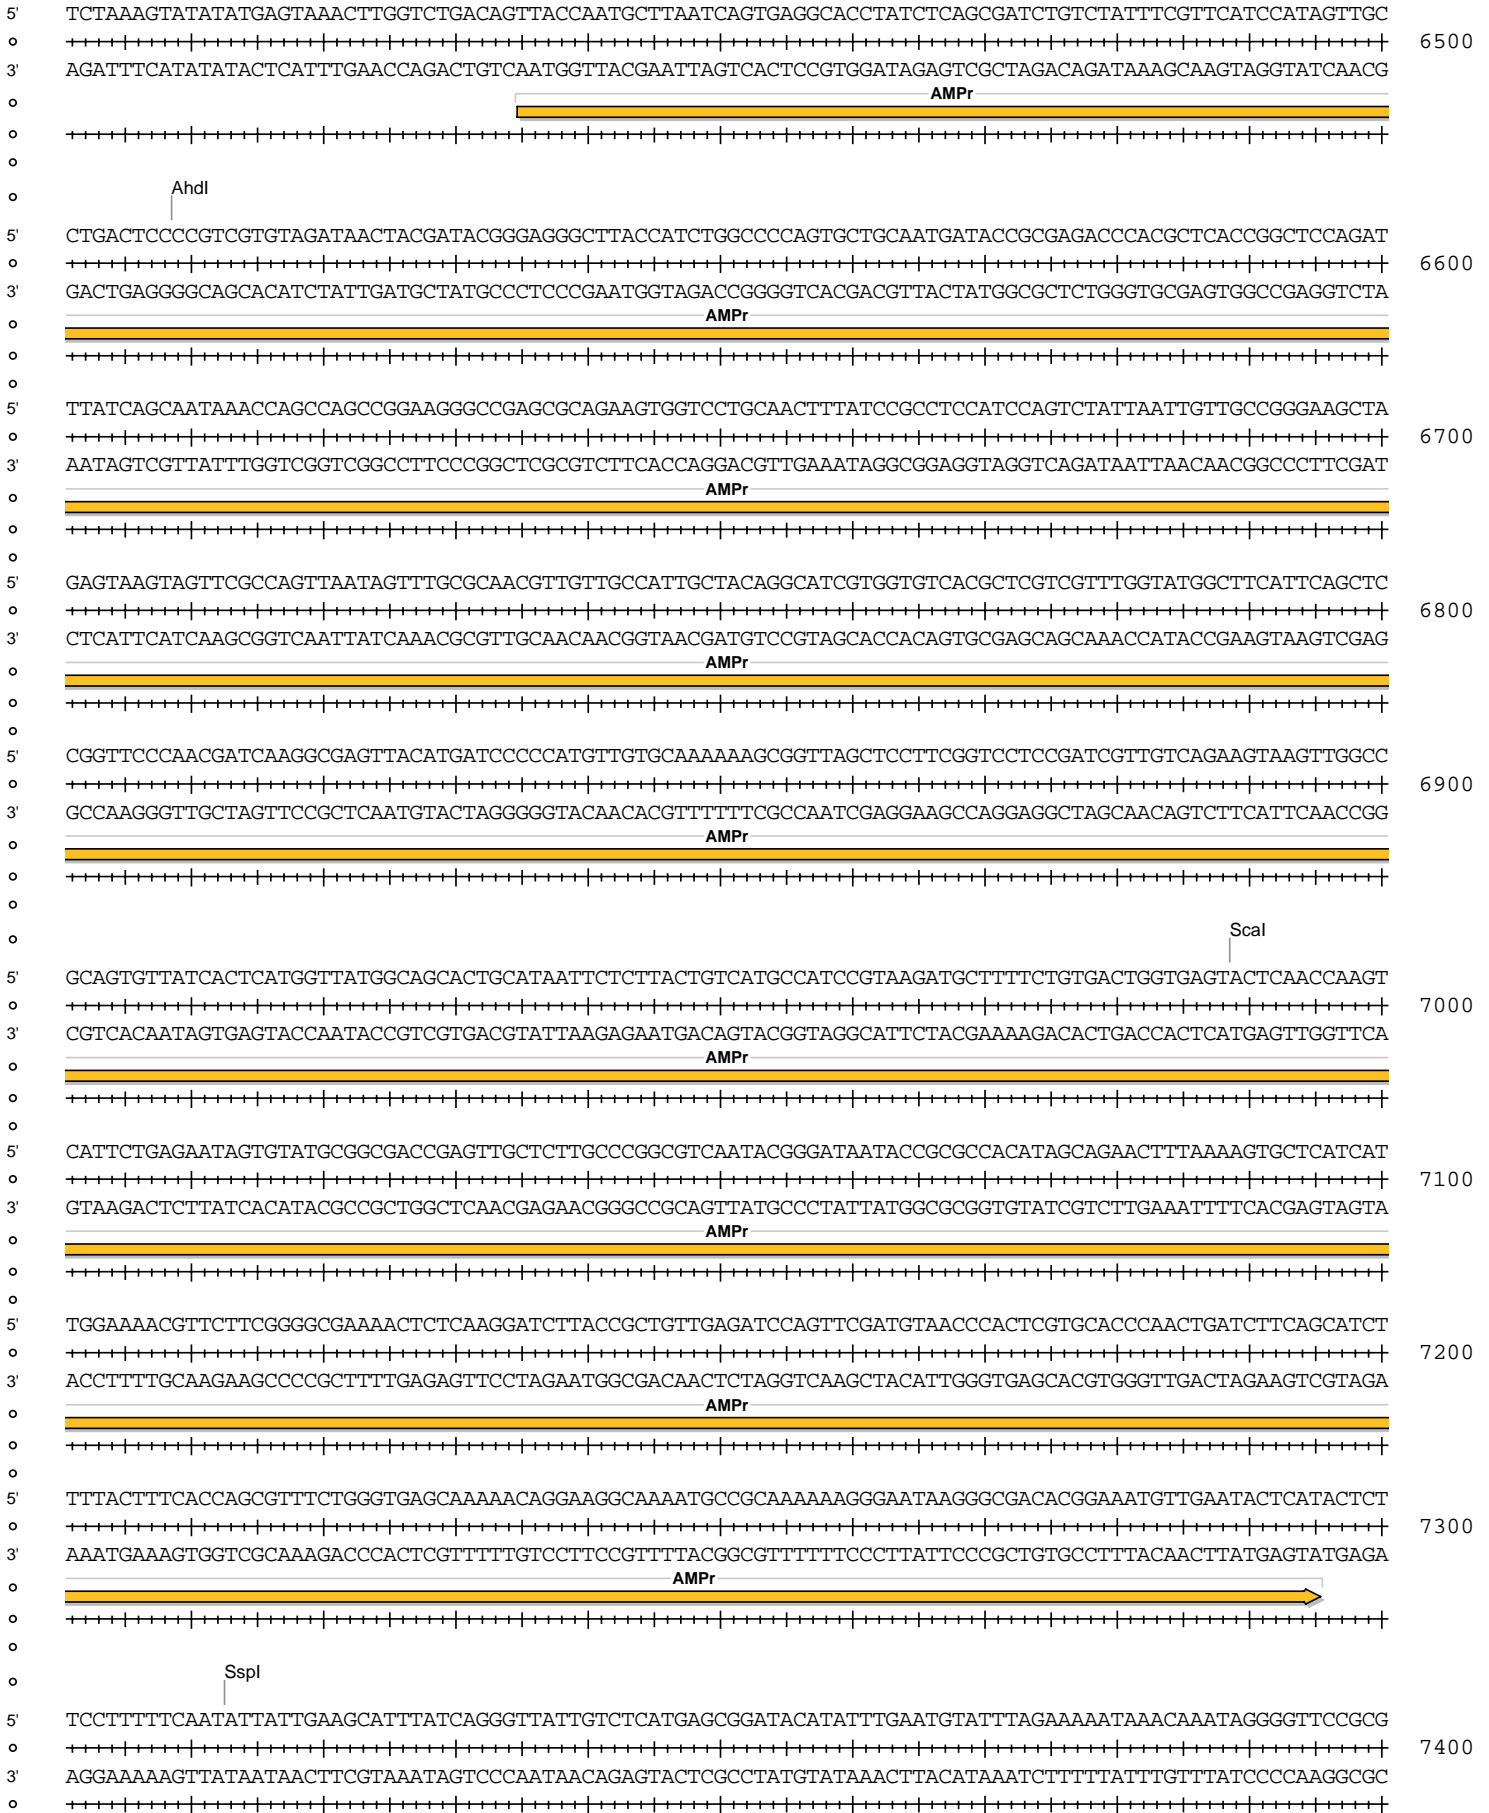 5' TCTAAAGTATATATGAGTAAACTTGGTCTGACAGTTACCAATGCTTAATCAGTGAGGCACCTATCTCAGCGATCTGTCTATTTCGTTCATCCATAGTTGC
6500
3' AGATTTCATATATACTCATTTGAACCAGACTGTCAATGGTTACGAATTAGTCACTCCGTGGATAGAGTCGCTAGACAGATAAAGCAAGTAGGTATCAACG
AMPr
AhdI
5' CTGACTCCCCGTCGTGTAGATAACTACGATACGGGAGGGCTTACCATCTGGCCCCAGTGCTGCAATGATACCGCGAGACCCACGCTCACCGGCTCCAGAT
6600
3' GACTGAGGGGCAGCACATCTATTGATGCTATGCCCTCCCGAATGGTAGACCGGGGTCACGACGTTACTATGGCGCTCTGGGTGCGAGTGGCCGAGGTCTA
AMPr
5' TTATCAGCAATAAACCAGCCAGCCGGAAGGGCCGAGCGCAGAAGTGGTCCTGCAACTTTATCCGCCTCCATCCAGTCTATTAATTGTTGCCGGGAAGCTA
6700
3' AATAGTCGTTATTTGGTCGGTCGGCCTTCCCGGCTCGCGTCTTCACCAGGACGTTGAAATAGGCGGAGGTAGGTCAGATAATTAACAACGGCCCTTCGAT
AMPr
5' GAGTAAGTAGTTCGCCAGTTAATAGTTTGCGCAACGTTGTTGCCATTGCTACAGGCATCGTGGTGTCACGCTCGTCGTTTGGTATGGCTTCATTCAGCTC
6800
3' CTCATTCATCAAGCGGTCAATTATCAAACGCGTTGCAACAACGGTAACGATGTCCGTAGCACCACAGTGCGAGCAGCAAACCATACCGAAGTAAGTCGAG
AMPr
5' CGGTTCCCAACGATCAAGGCGAGTTACATGATCCCCCATGTTGTGCAAAAAAGCGGTTAGCTCCTTCGGTCCTCCGATCGTTGTCAGAAGTAAGTTGGCC
6900
3' GCCAAGGGTTGCTAGTTCCGCTCAATGTACTAGGGGGTACAACACGTTTTTTCGCCAATCGAGGAAGCCAGGAGGCTAGCAACAGTCTTCATTCAACCGG
AMPr
ScaI
5' GCAGTGTTATCACTCATGGTTATGGCAGCACTGCATAATTCTCTTACTGTCATGCCATCCGTAAGATGCTTTTCTGTGACTGGTGAGTACTCAACCAAGT
7000
3' CGTCACAATAGTGAGTACCAATACCGTCGTGACGTATTAAGAGAATGACAGTACGGTAGGCATTCTACGAAAAGACACTGACCACTCATGAGTTGGTTCA
AMPr
5' CATTCTGAGAATAGTGTATGCGGCGACCGAGTTGCTCTTGCCCGGCGTCAATACGGGATAATACCGCGCCACATAGCAGAACTTTAAAAGTGCTCATCAT
7100
3' GTAAGACTCTTATCACATACGCCGCTGGCTCAACGAGAACGGGCCGCAGTTATGCCCTATTATGGCGCGGTGTATCGTCTTGAAATTTTCACGAGTAGTA
AMPr
5' TGGAAAACGTTCTTCGGGGCGAAAACTCTCAAGGATCTTACCGCTGTTGAGATCCAGTTCGATGTAACCCACTCGTGCACCCAACTGATCTTCAGCATCT
7200
3' ACCTTTTGCAAGAAGCCCCGCTTTTGAGAGTTCCTAGAATGGCGACAACTCTAGGTCAAGCTACATTGGGTGAGCACGTGGGTTGACTAGAAGTCGTAGA
AMPr
5' TTTACTTTCACCAGCGTTTCTGGGTGAGCAAAAACAGGAAGGCAAAATGCCGCAAAAAAGGGAATAAGGGCGACACGGAAATGTTGAATACTCATACTCT
7300
3' AAATGAAAGTGGTCGCAAAGACCCACTCGTTTTTGTCCTTCCGTTTTACGGCGTTTTTTCCCTTATTCCCGCTGTGCCTTTACAACTTATGAGTATGAGA
AMPr
SspI
5' TCCTTTTTCAATATTATTGAAGCATTTATCAGGGTTATTGTCTCATGAGCGGATACATATTTGAATGTATTTAGAAAAATAAACAAATAGGGGTTCCGCG
7400
3' AGGAAAAAGTTATAATAACTTCGTAAATAGTCCCAATAACAGAGTACTCGCCTATGTATAAACTTACATAAATCTTTTTATTTGTTTATCCCCAAGGCGC